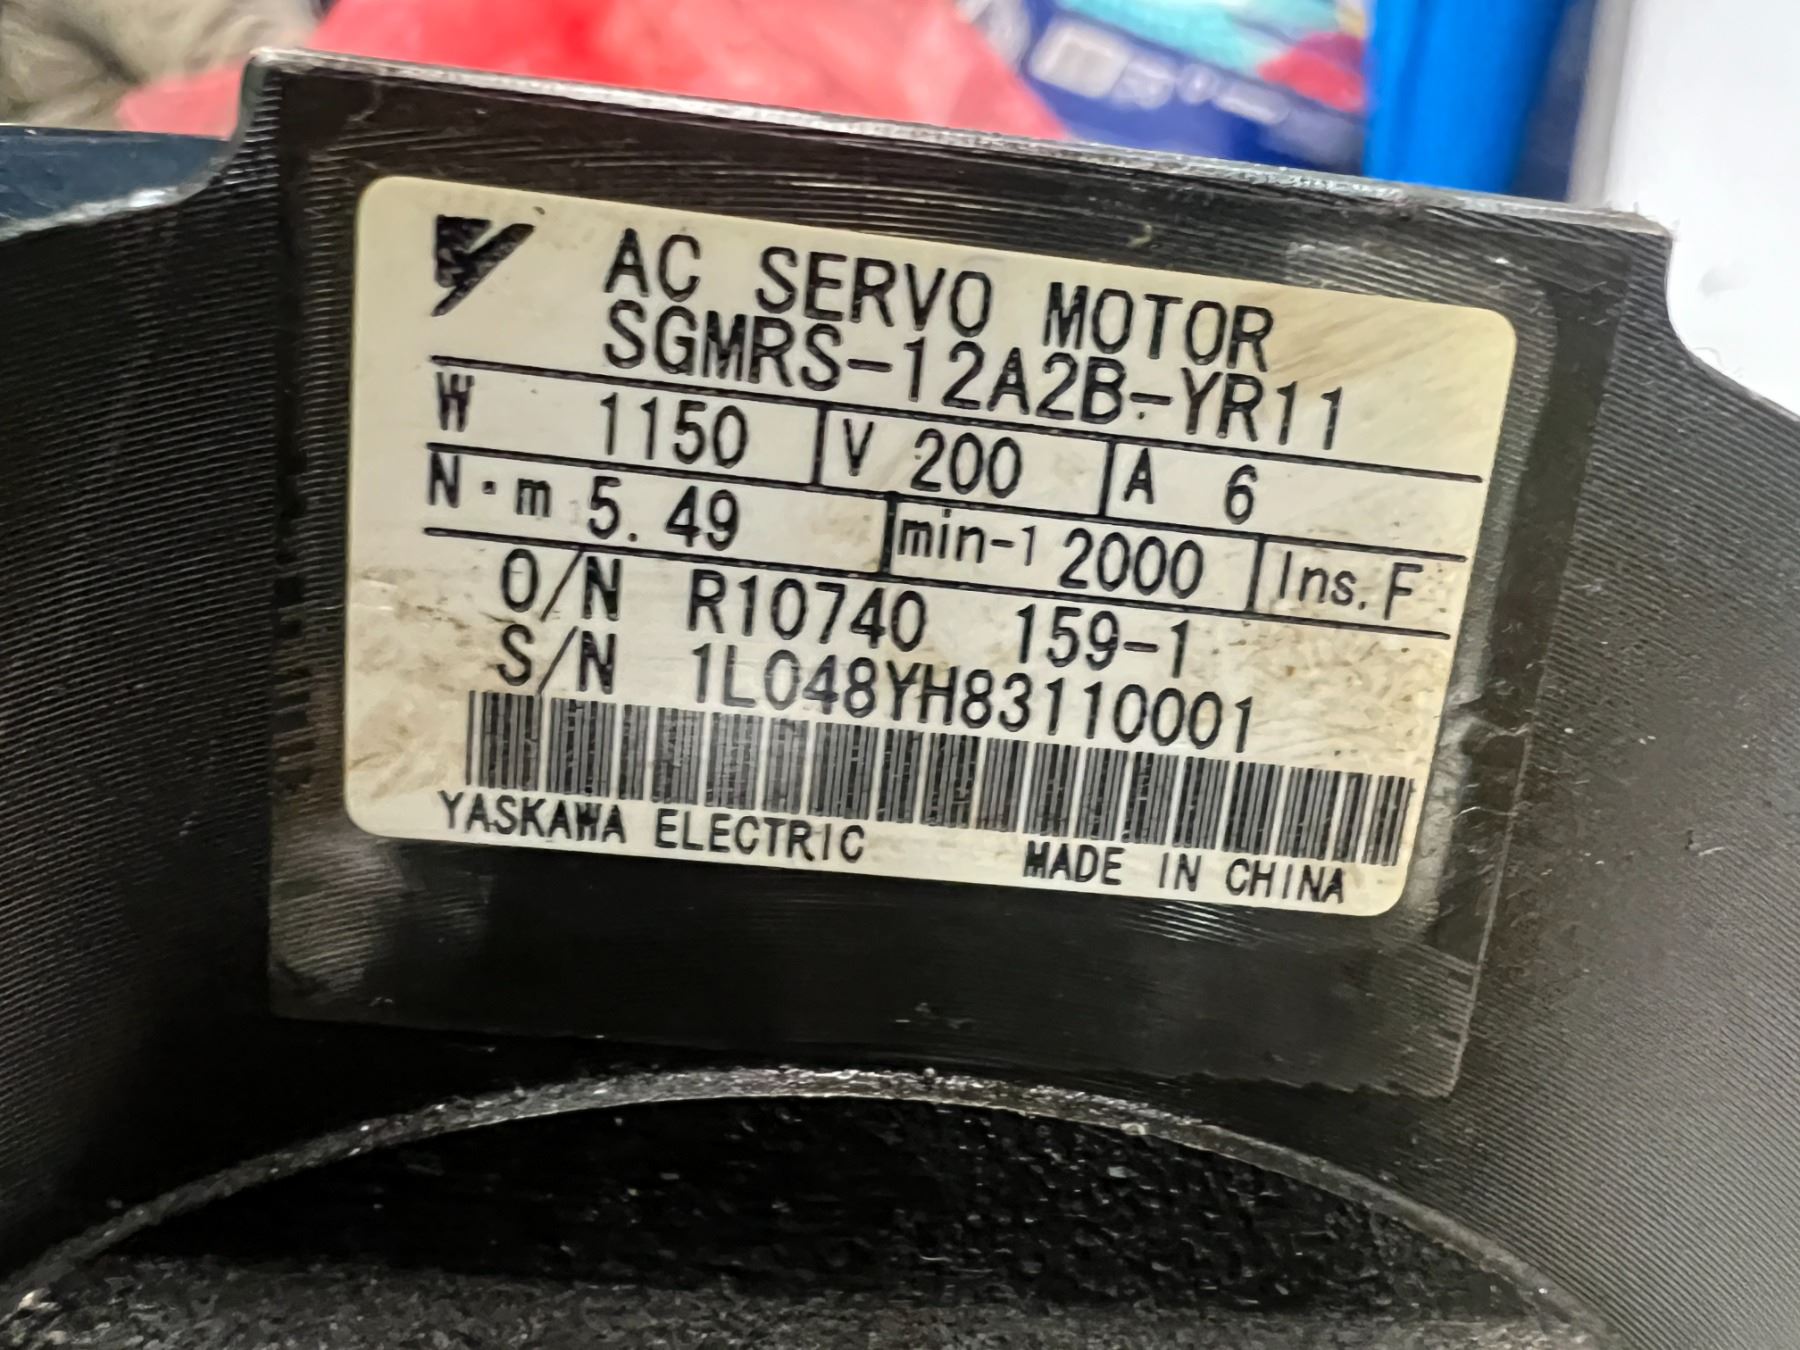 AC SERVO MOTOR
SGMRS-12A2B-YR11
W 1150 V 200 A 6
N·m 5.49 min-1 2000 Ins. F
O/N R10740 159-1
S/N 1L048YH83110001
YASKAWA ELECTRIC MADE IN CHINA